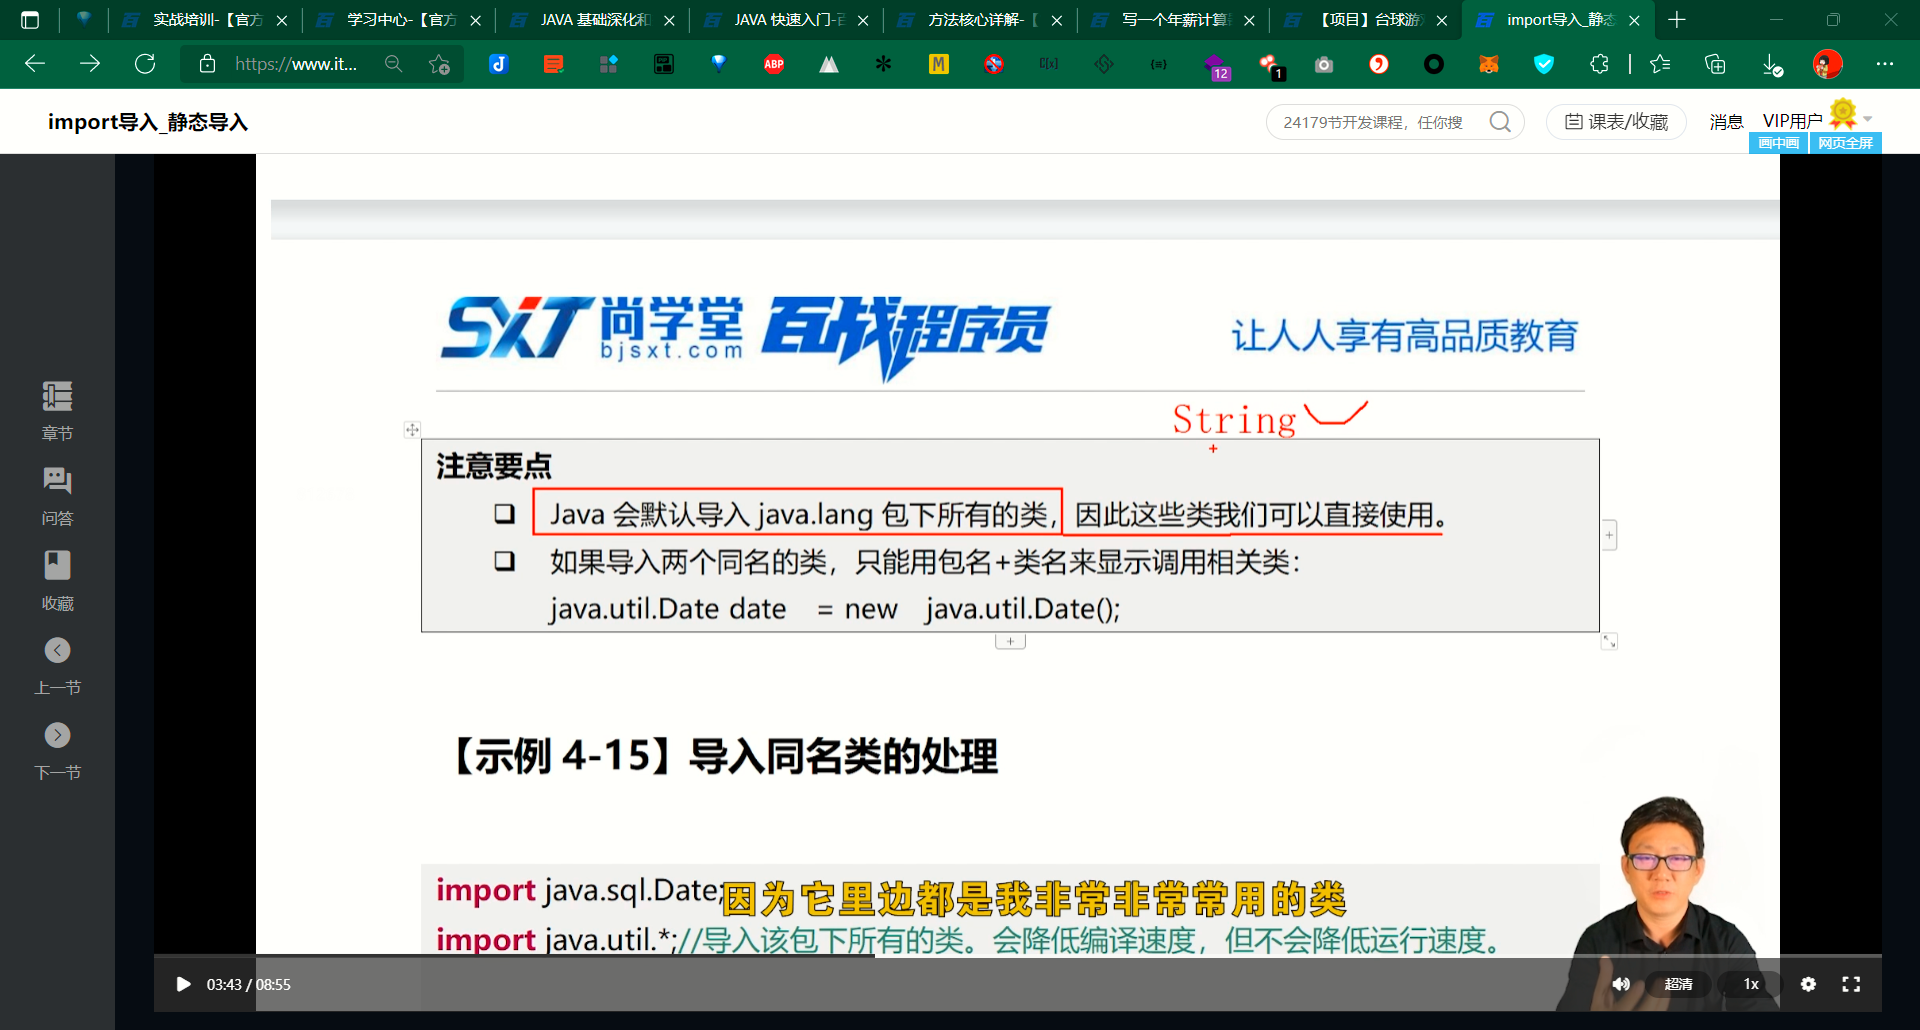 实战培训-【官方
学习中心-【官方
JAVA 基础深化和
JAVA 快速入门-百
方法核心详解-【
写一个年薪计算
【项目】台球游
import导入_静态
https://www.it...
ABP
M
{x}
{=}
12
1
import导入_静态导入
24179节开发课程，任你搜
课表/收藏
消息
VIP用户
画中画
网页全屏
章节
问答
收藏
上一节
下一节
SXT 尚学堂 百战程序员
bjsxt.com
让人人享有高品质教育
String
注意要点
Java 会默认导入 java.lang 包下所有的类，因此这些类我们可以直接使用。
如果导入两个同名的类，只能用包名+类名来显示调用相关类：
java.util.Date date = new java.util.Date();
【示例 4-15】导入同名类的处理
import java.sql.Date;
因为它里边都是我非常非常常用的类
import java.util.*;//导入该包下所有的类。会降低编译速度，但不会降低运行速度。
03:43 / 08:55
超清
1x